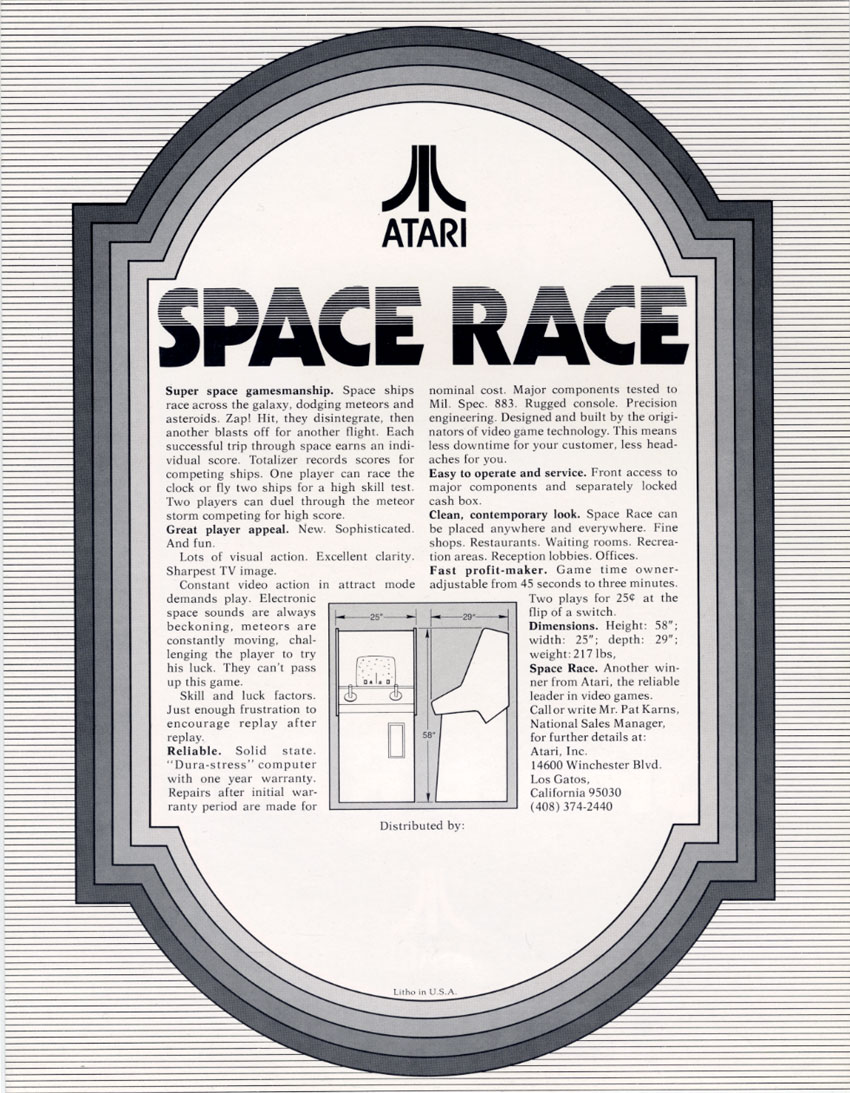 ATARI
SPACE RACE
Super space gamesmanship. Space ships
race across the galaxy, dodging meteors and
asteroids. Zap! Hit, they disintegrate, then
another blasts off for another flight. Each
successful trip through space earns an indi-
vidual score. Totalizer records scores for
competing ships. One player can race the
clock or fly two ships for a high skill test.
Two players can duel through the meteor
storm competing for high score.
Great player appeal. New. Sophisticated.
And fun.
Lots of visual action. Excellent clarity.
Sharpest TV image.
Constant video action in attract mode
demands play. Electronic
space sounds are always
beckoning, meteors are
constantly moving, chal-
lenging the player to try
his luck. They can't pass
up this game.
Skill and luck factors.
Just enough frustration to
encourage replay after
replay.
Reliable. Solid state.
"Dura-stress" computer
with one year warranty.
Repairs after initial war-
ranty period are made for
nominal cost. Major components tested to
Mil. Spec. 883. Rugged console. Precision
engineering. Designed and built by the origi-
nators of video game technology. This means
less downtime for your customer, less head-
aches for you.
Easy to operate and service. Front access to
major components and separately locked
cash box.
Clean, contemporary look. Space Race can
be placed anywhere and everywhere. Fine
shops. Restaurants. Waiting rooms. Recrea-
tion areas. Reception lobbies. Offices.
Fast profit-maker. Game time owner-
adjustable from 45 seconds to three minutes.
Two plays for 25¢ at the
flip of a switch.
Dimensions. Height: 58";
width: 25"; depth: 29";
weight: 217 lbs,
Space Race. Another win-
ner from Atari, the reliable
leader in video games.
Call or write Mr. Pat Karns,
National Sales Manager,
for further details at:
Atari, Inc.
14600 Winchester Blvd.
Los Gatos,
California 95030
(408) 374-2440
25"
29"
58"
Distributed by:
Litho in U.S.A.